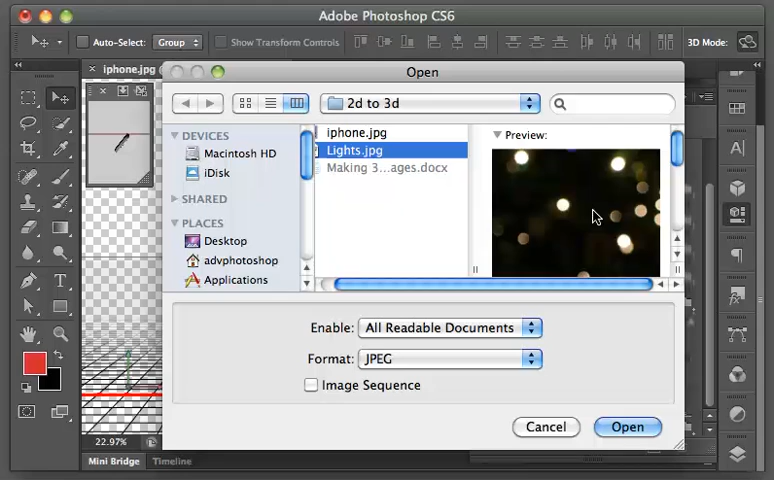 Adobe Photoshop CS6
Auto-Select:
Group
Show Transform Controls
3D Mode:
iphone.jpg
Open
2d to 3d
DEVICES
Macintosh HD
iDisk
SHARED
PLACES
Desktop
advphotoshop
Applications
iphone.jpg
Lights.jpg
Making 3...ages.docx
Preview:
Enable:
All Readable Documents
Format:
JPEG
Image Sequence
Cancel
Open
22.97%
Mini Bridge
Timeline